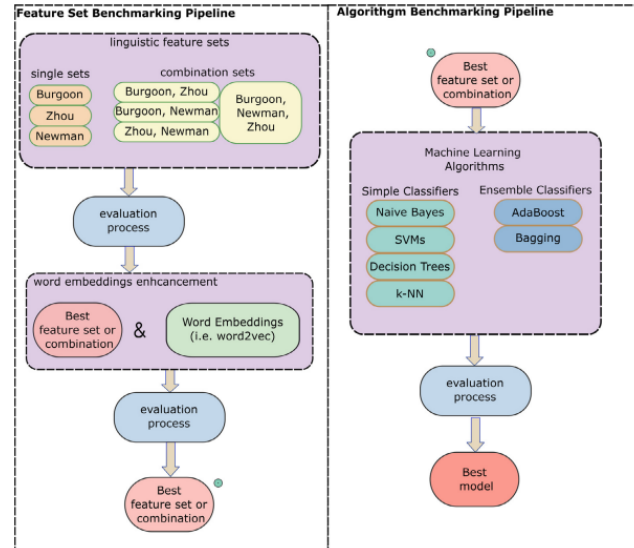 Feature Set Benchmarking Pipeline
linguistic feature sets
single sets
Burgoon
Zhou
Newman
combination sets
Burgoon, Zhou
Burgoon, Newman
Zhou, Newman
Burgoon,
Newman,
Zhou
evaluation
process
word embeddings enhcancement
Best
feature set or
combination
&
Word Embeddings
(i.e. word2vec)
evaluation
process
Best
feature set or
combination
Algorithgm Benchmarking Pipeline
Best
feature set or
combination
Machine Learning
Algorithms
Simple Classifiers
Naive Bayes
SVMs
Decision Trees
k-NN
Ensemble Classifiers
AdaBoost
Bagging
evaluation
process
Best
model